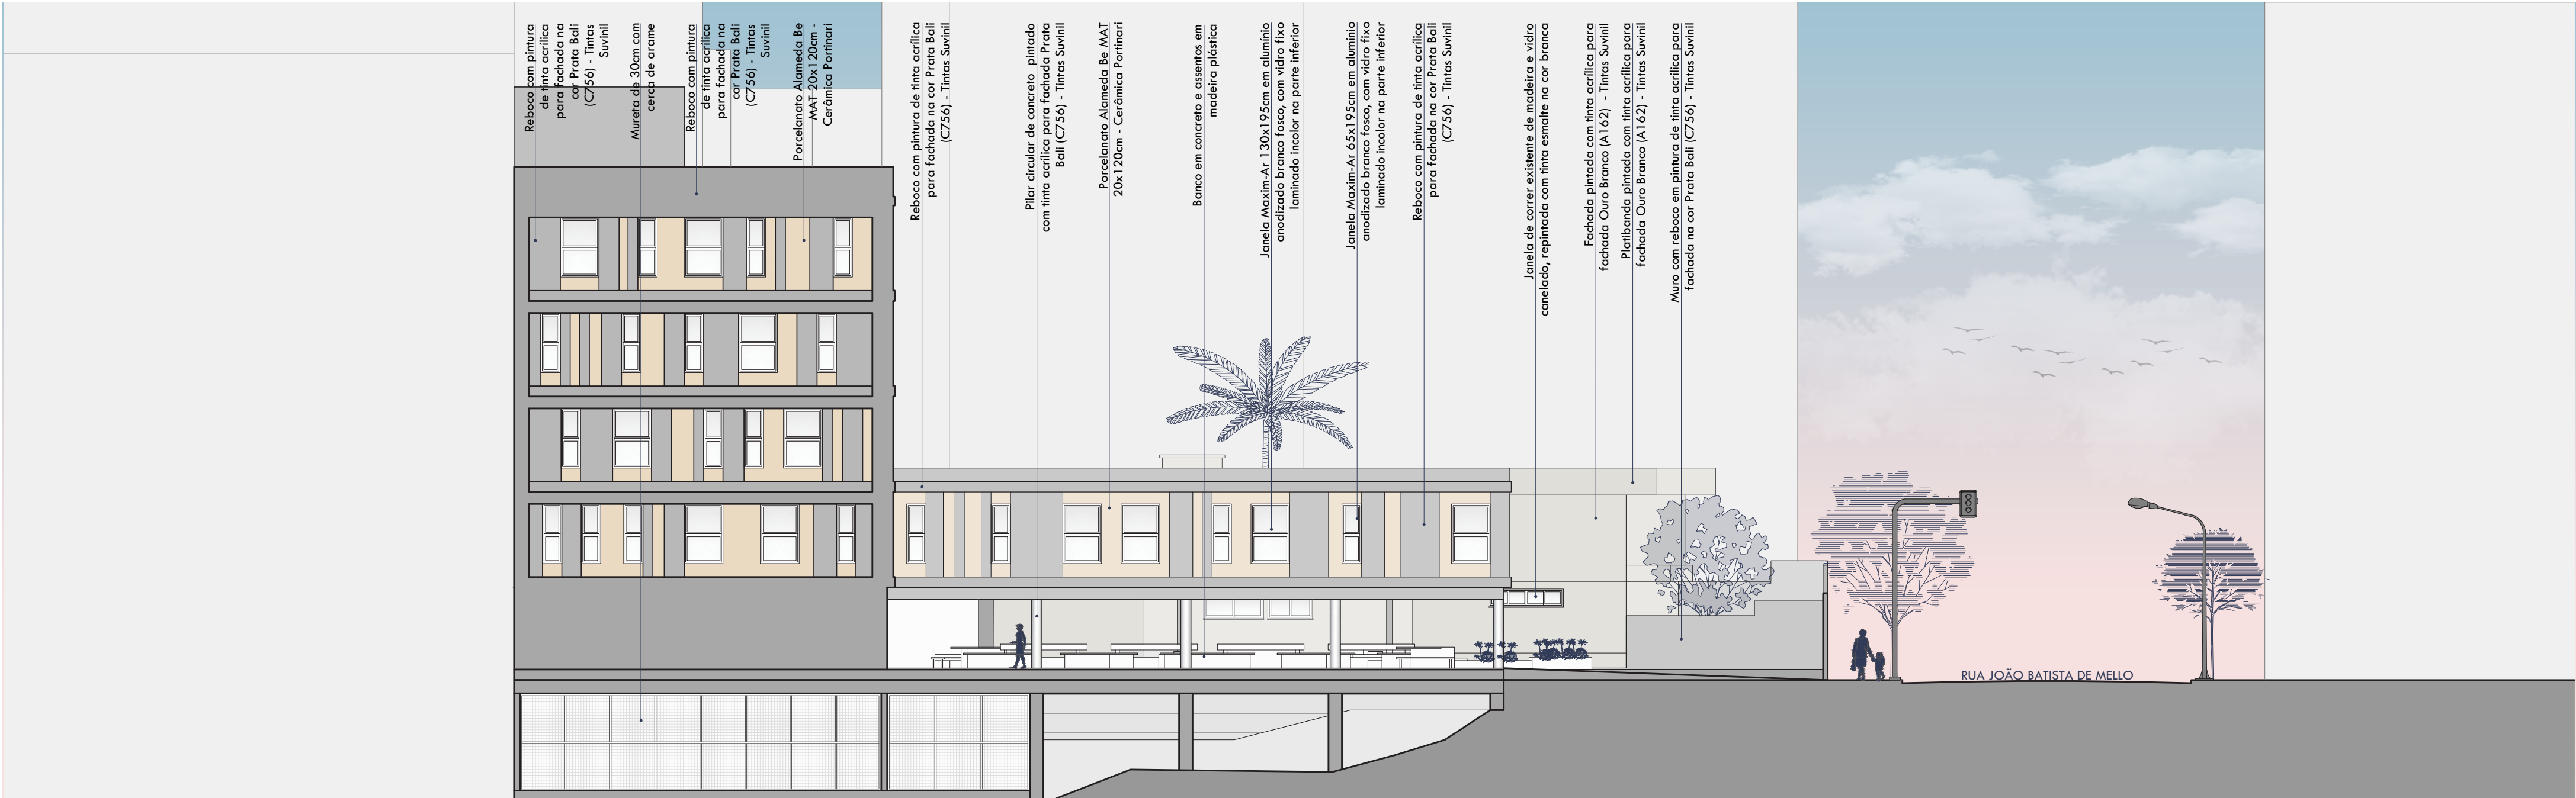 Reboco com pintura
de tinta acrílica
para fachada na
cor Prata Bali
(C756) - Tintas
Suvinil
Mureta de 30cm com
cerca de arame
Reboco com pintura
de tinta acrílica
para fachada na
cor Prata Bali
(C756) - Tintas
Suvinil
Porcelanato Alameda Be
MAT 20x120cm -
Cerâmica Portinari
Reboco com pintura de tinta acrílica
para fachada na cor Prata Bali
(C756) - Tintas Suvinil
Pilar circular de concreto pintado
com tinta acrílica para fachada Prata
Bali (C756) - Tintas Suvinil
Porcelanato Alameda Be MAT
20x120cm - Cerâmica Portinari
Banco em concreto e assentos em
madeira plástica
Janela Maxim-Ar 130x195cm em alumínio
anodizado branco fosco, com vidro fixo
laminado incolor na parte inferior
Janela Maxim-Ar 65x195cm em alumínio
anodizado branco fosco, com vidro fixo
laminado incolor na parte inferior
Reboco com pintura de tinta acrílica
para fachada na cor Prata Bali
(C756) - Tintas Suvinil
Janela de correr existente de madeira e vidro
canelado, repintada com tinta esmalte na cor branca
Fachada pintada com tinta acrílica para
fachada Ouro Branco (A162) - Tintas Suvinil
Platibanda pintada com tinta acrílica para
fachada Ouro Branco (A162) - Tintas Suvinil
Muro com reboco em pintura de tinta acrílica para
fachada na cor Prata Bali (C756) - Tintas Suvinil
RUA JOÃO BATISTA DE MELLO